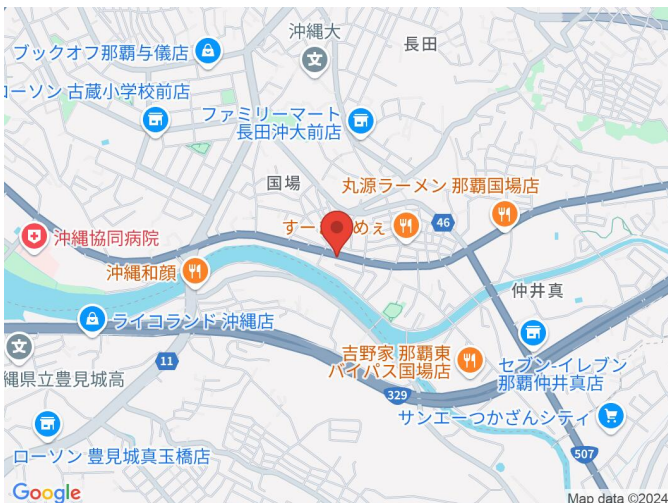 沖縄大
ブックオフ那覇与儀店
長田
ローソン 古蔵小学校前店
ファミリーマート
長田沖大前店
国場
丸源ラーメン 那覇国場店
すー
めぇ
46
沖縄協同病院
沖縄和顔
仲井真
ライコランド 沖縄店
吉野家 那覇東
バイパス国場店
セブン-イレブン
那覇仲井真店
11
縄県立豊見城高
329
サンエーつかざんシティ
ローソン 豊見城真玉橋店
507
Google
Map data ©2024